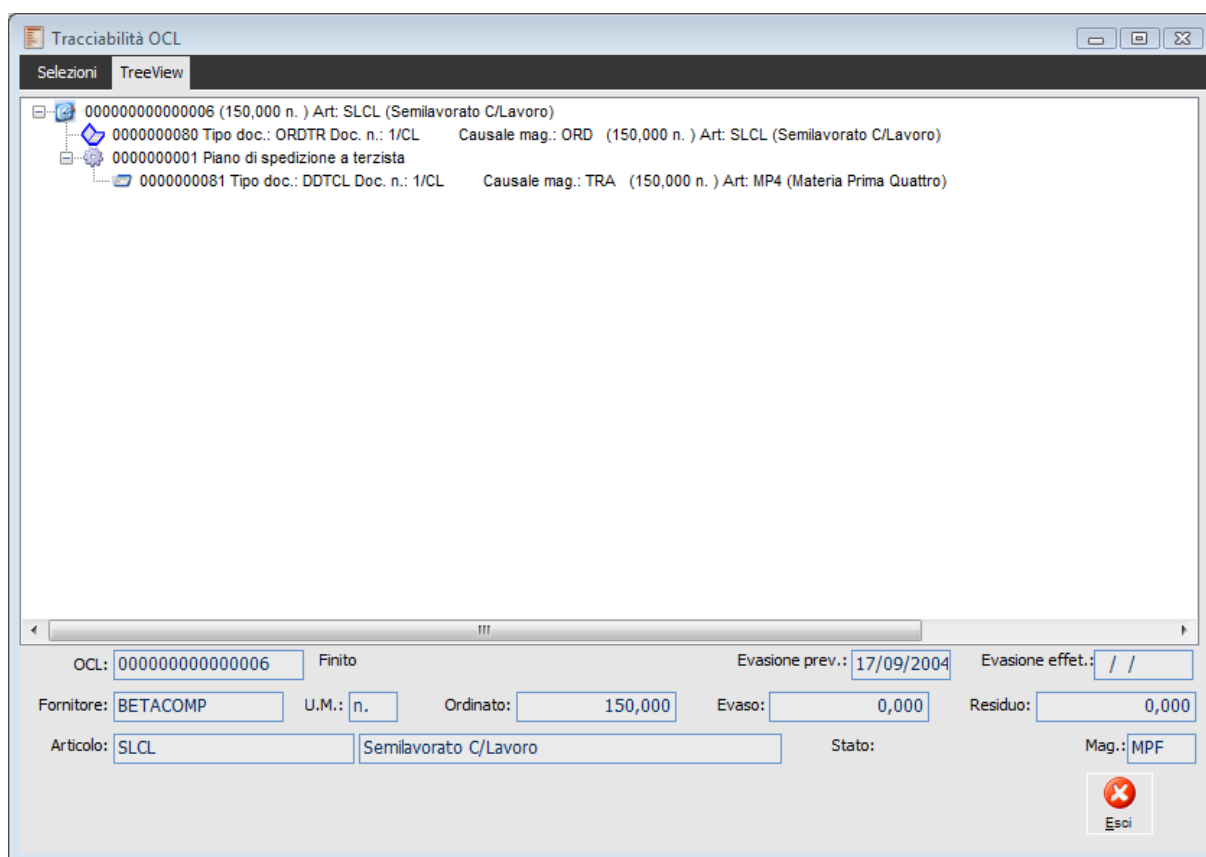 Tracciabilità OCL
Selezioni TreeView
000000000000006 (150,000 n. ) Art: SLCL (Semilavorato C/Lavoro)
0000000080 Tipo doc.: ORDTR Doc. n.: 1/CL Causale mag.: ORD (150,000 n. ) Art: SLCL (Semilavorato C/Lavoro)
0000000001 Piano di spedizione a terzista
0000000081 Tipo doc.: DDTCL Doc. n.: 1/CL Causale mag.: TRA (150,000 n. ) Art: MP4 (Materia Prima Quattro)
OCL: 000000000000006 Finito Evasione prev.: 17/09/2004 Evasione effet.: / /
Fornitore: BETACOMP U.M.: n. Ordinato: 150,000 Evaso: 0,000 Residuo: 0,000
Articolo: SLCL Semilavorato C/Lavoro Stato: Mag.: MPF
Esci